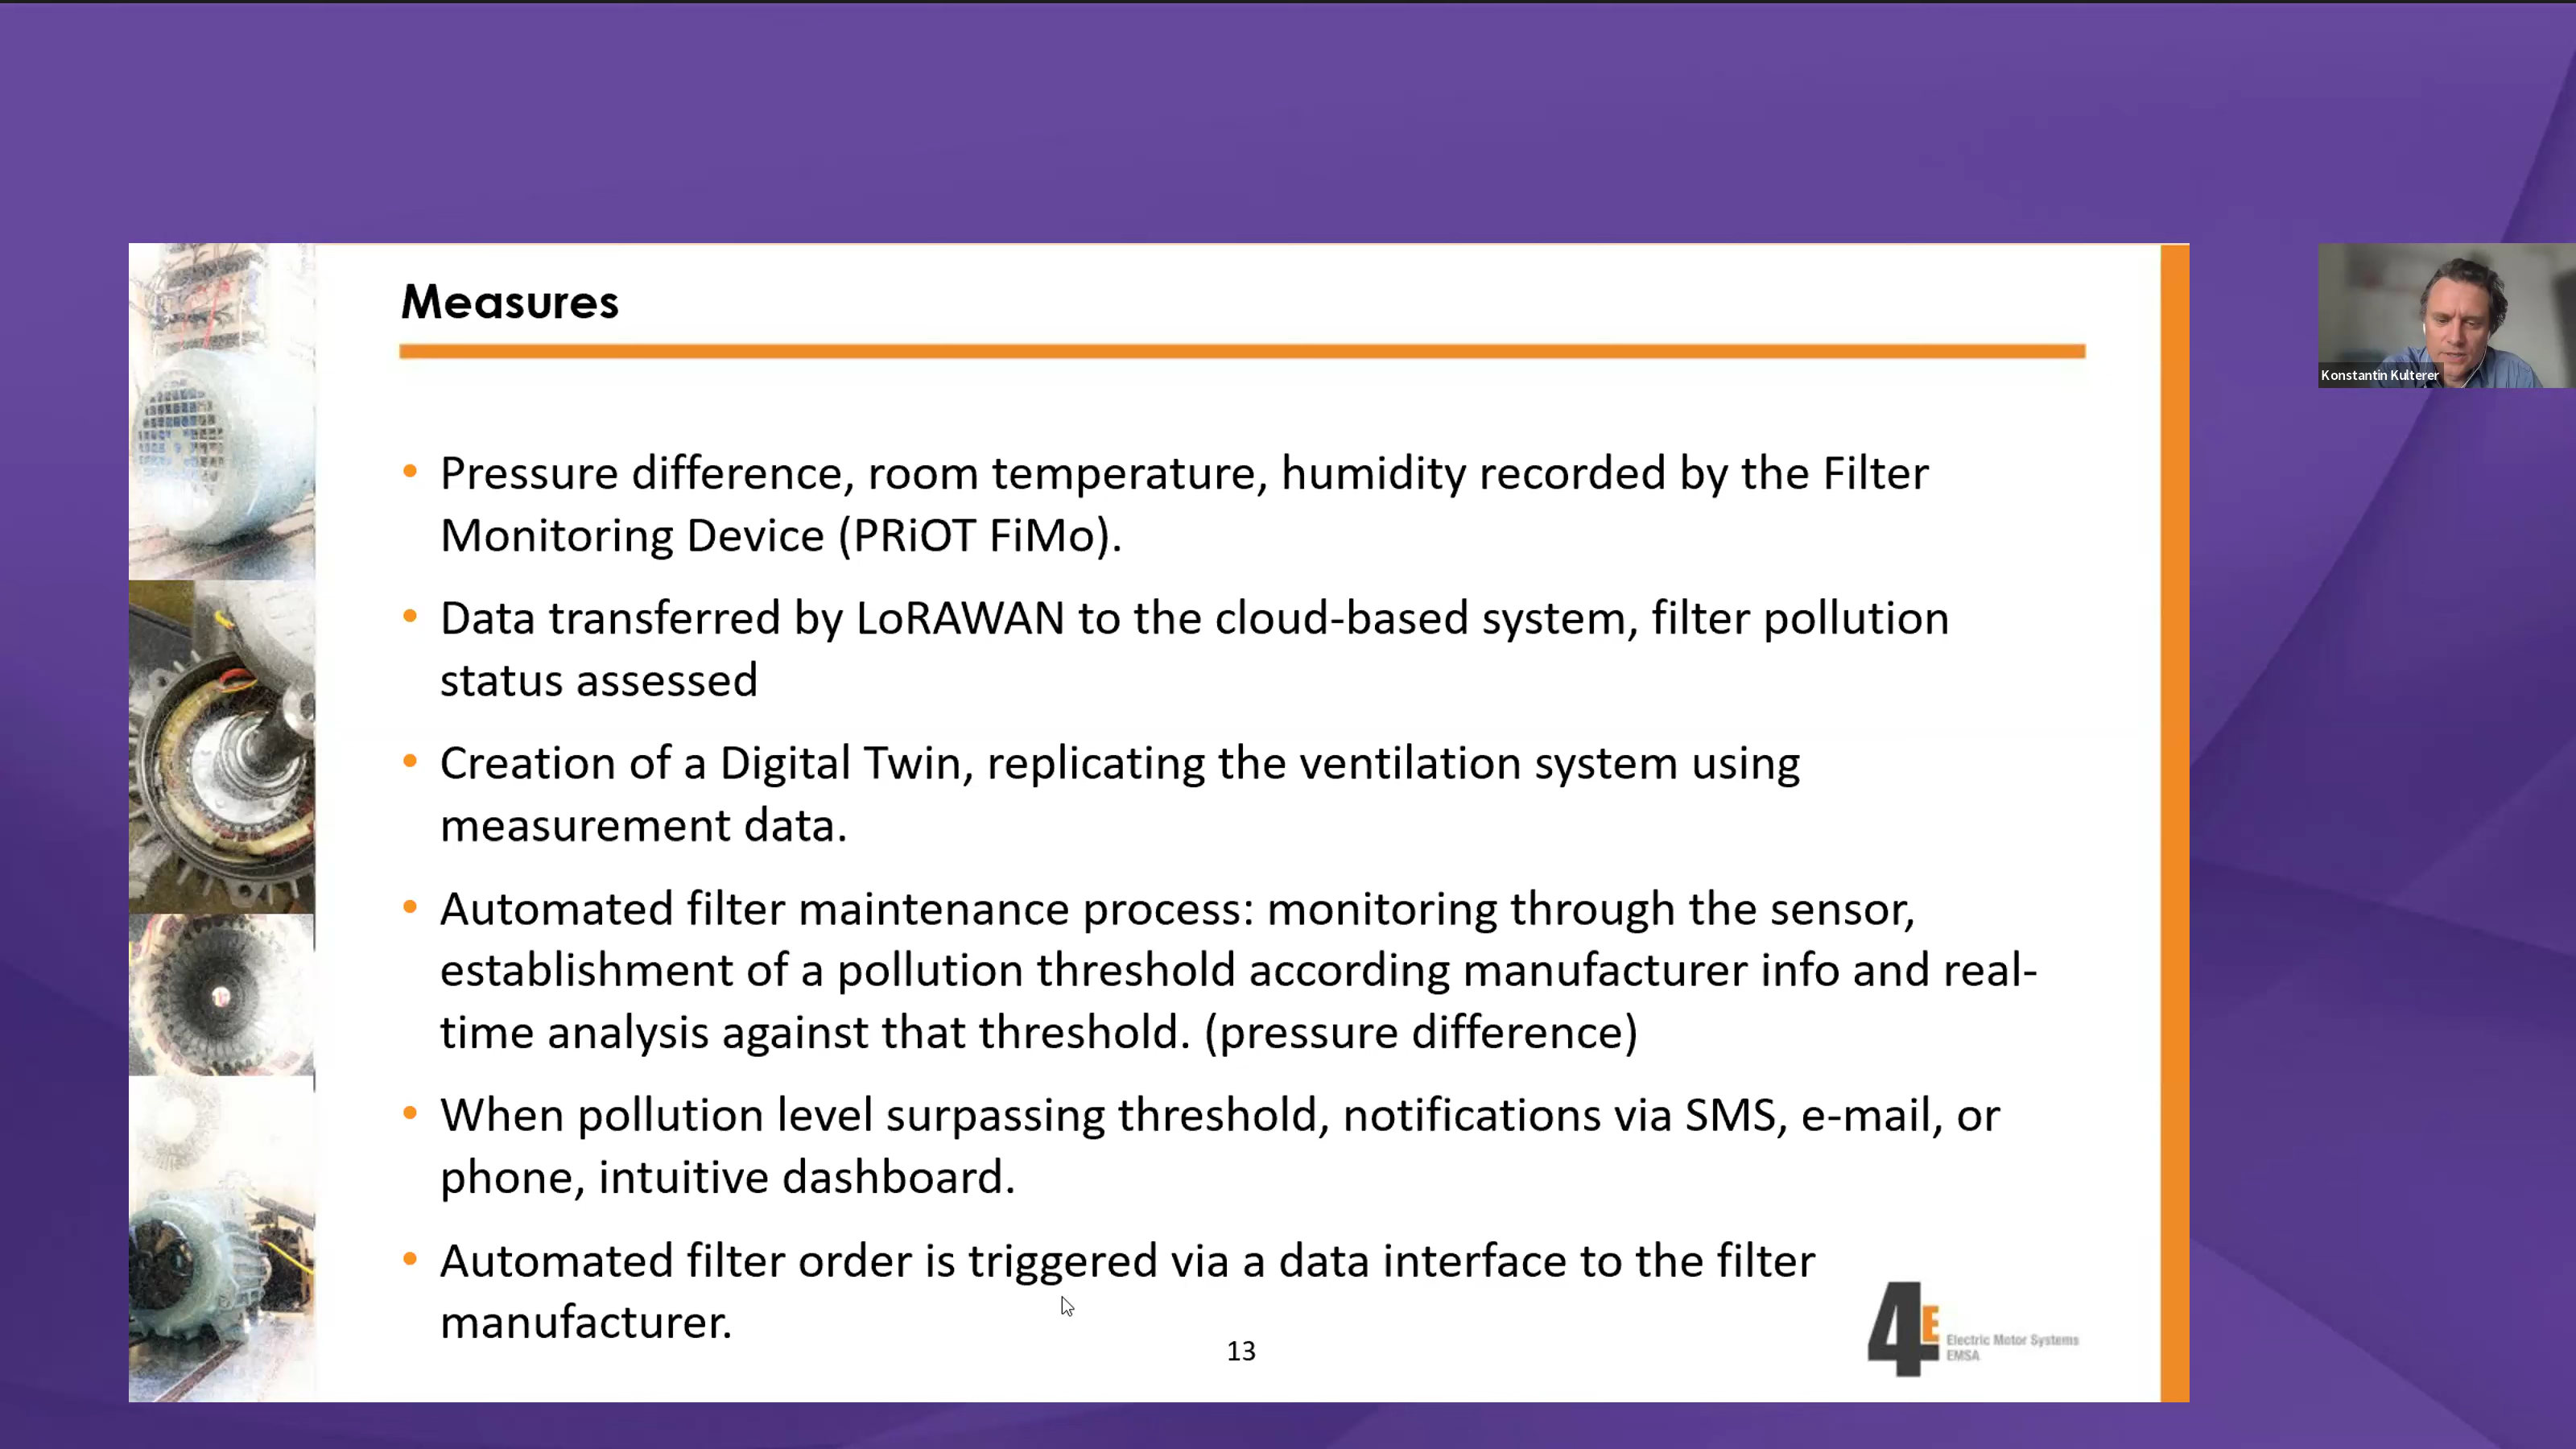 Measures
Pressure difference, room temperature, humidity recorded by the Filter
Monitoring Device (PRiOT FiMo).
Data transferred by LoRAWAN to the cloud-based system, filter pollution
status assessed
Creation of a Digital Twin, replicating the ventilation system using
measurement data.
Automated filter maintenance process: monitoring through the sensor,
establishment of a pollution threshold according manufacturer info and real-
time analysis against that threshold. (pressure difference)
When pollution level surpassing threshold, notifications via SMS, e-mail, or
phone, intuitive dashboard.
Automated filter order is triggered via a data interface to the filter
manufacturer.
13
4E
Electric Motor Systems
EMSA
Konstantin Kulterer